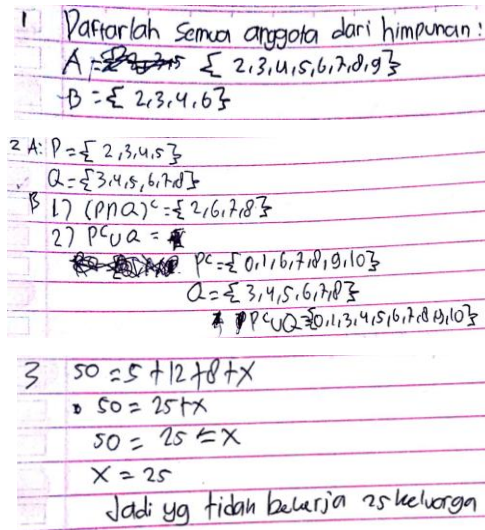 1 Daftarlah semua anggota dari himpunan :
A = { 2,3,4,5,6,7,8,9}
B = { 2,3,4,6}
2 A: P = { 2,3,4,5}
Q = {3,4,5,6,7,8}
B 1) (P∩Q)ᶜ = {2,6,7,8}
2) Pᶜ∪Q =
Pᶜ = {0,1,6,7,8,9,10}
Q = {3,4,5,6,7,8}
Pᶜ∪Q = {0,1,3,4,5,6,7,8,9,10}
3 50 = 5 + 12 + 8 + X
50 = 25 + X
50 = 25 = X
X = 25
Jadi yg tidak bekerja 25 keluarga